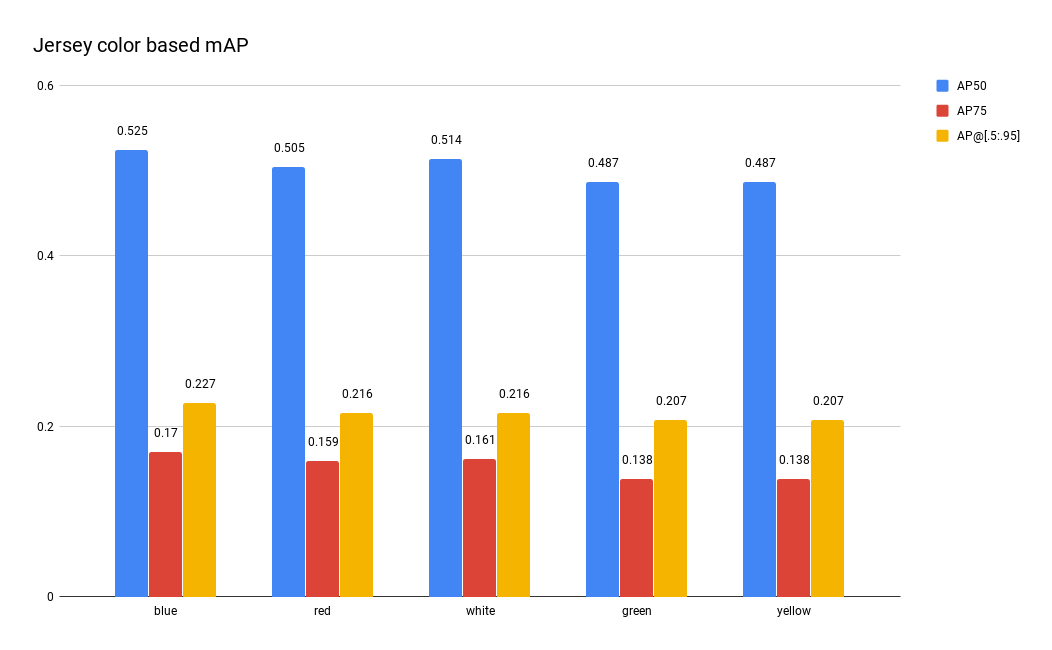 Jersey color based mAP
AP50
AP75
AP@[.5:.95]
0.6
0.4
0.2
0
0.525
0.17
0.227
0.505
0.159
0.216
0.514
0.161
0.216
0.487
0.138
0.207
0.487
0.138
0.207
blue
red
white
green
yellow